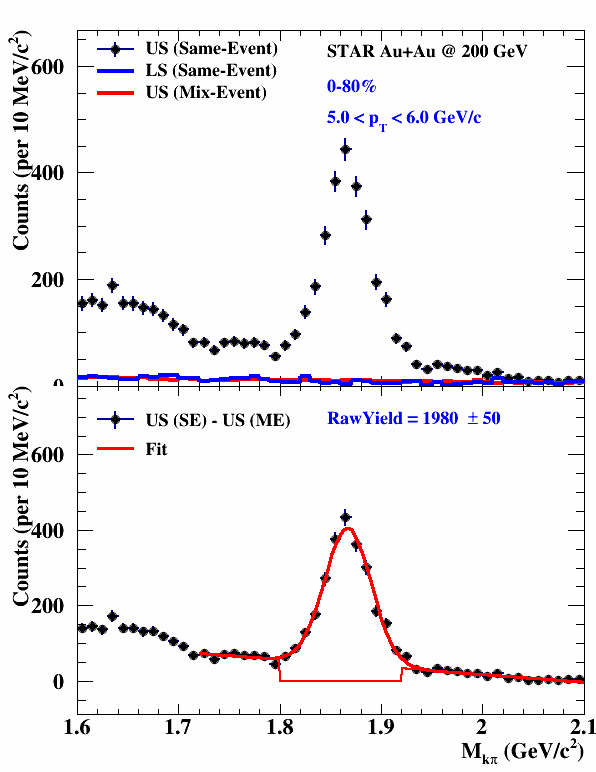 US (Same-Event)
LS (Same-Event)
US (Mix-Event)
STAR Au+Au @ 200 GeV
0-80%
5.0 < p_T < 6.0 GeV/c
Counts (per 10 MeV/c²)
600
400
200
0
US (SE) - US (ME)
Fit
RawYield = 1980 ± 50
Counts (per 10 MeV/c²)
600
400
200
0
1.6 1.7 1.8 1.9 2 2.1
M_kπ (GeV/c²)